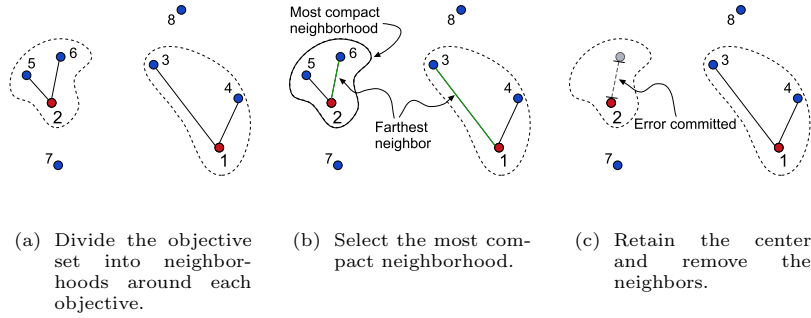 8
6
5
2
3
4
1
7
(a) Divide the objective
set into neighbor-
hoods around each
objective.
Most compact
neighborhood
8
6
5
2
3
4
1
Farthest
neighbor
7
(b) Select the most com-
pact neighborhood.
8
3
4
2
Error committed
1
7
(c) Retain the center
and remove the
neighbors.